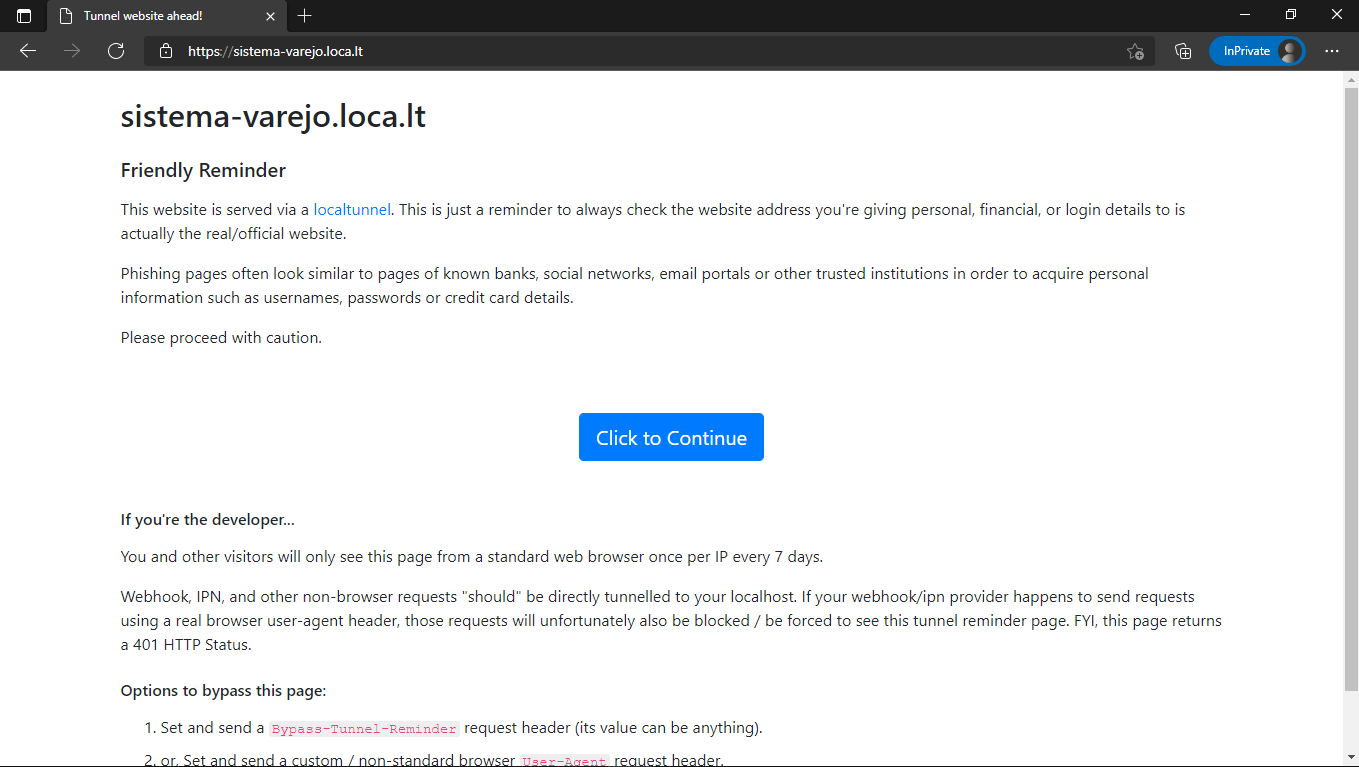 Tunnel website ahead!
https://sistema-varejo.loca.lt
InPrivate
sistema-varejo.loca.lt
Friendly Reminder
This website is served via a localtunnel. This is just a reminder to always check the website address you're giving personal, financial, or login details to is
actually the real/official website.
Phishing pages often look similar to pages of known banks, social networks, email portals or other trusted institutions in order to acquire personal
information such as usernames, passwords or credit card details.
Please proceed with caution.
Click to Continue
If you're the developer...
You and other visitors will only see this page from a standard web browser once per IP every 7 days.
Webhook, IPN, and other non-browser requests "should" be directly tunnelled to your localhost. If your webhook/ipn provider happens to send requests
using a real browser user-agent header, those requests will unfortunately also be blocked / be forced to see this tunnel reminder page. FYI, this page returns
a 401 HTTP Status.
Options to bypass this page:
1. Set and send a Bypass-Tunnel-Reminder request header (its value can be anything).
2. or, Set and send a custom / non-standard browser User-Agent request header.